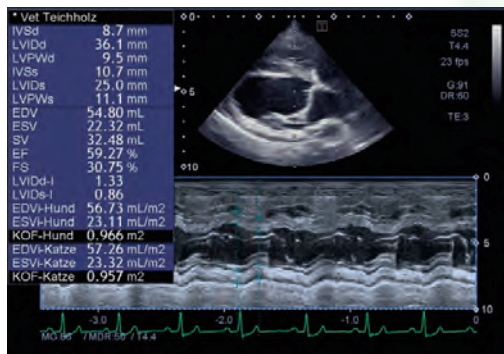 * Vet Teichholz
IVSd 8.7 mm
LVIDd 36.1 mm
LVPWd 9.5 mm
IVSs 10.7 mm
LVIDs 25.0 mm
LVPWs 11.1 mm
EDV 54.80 mL
ESV 22.32 mL
SV 32.48 mL
EF 59.27 %
FS 30.75 %
LVIDd-I 1.33
LVIDs-I 0.86
EDVi-Hund 56.73 mL/m2
ESVi-Hund 23.11 mL/m2
KOF-Hund 0.966 m2
EDVi-Katze 57.26 mL/m2
ESVi-Katze 23.32 mL/m2
KOF-Katze 0.957 m2
0
5
10
5S2
T4.4
23 fps
G:91
DR:60
TE:3
0
5
10
-3.0
-2.0
-1.0
0
/ T4.4